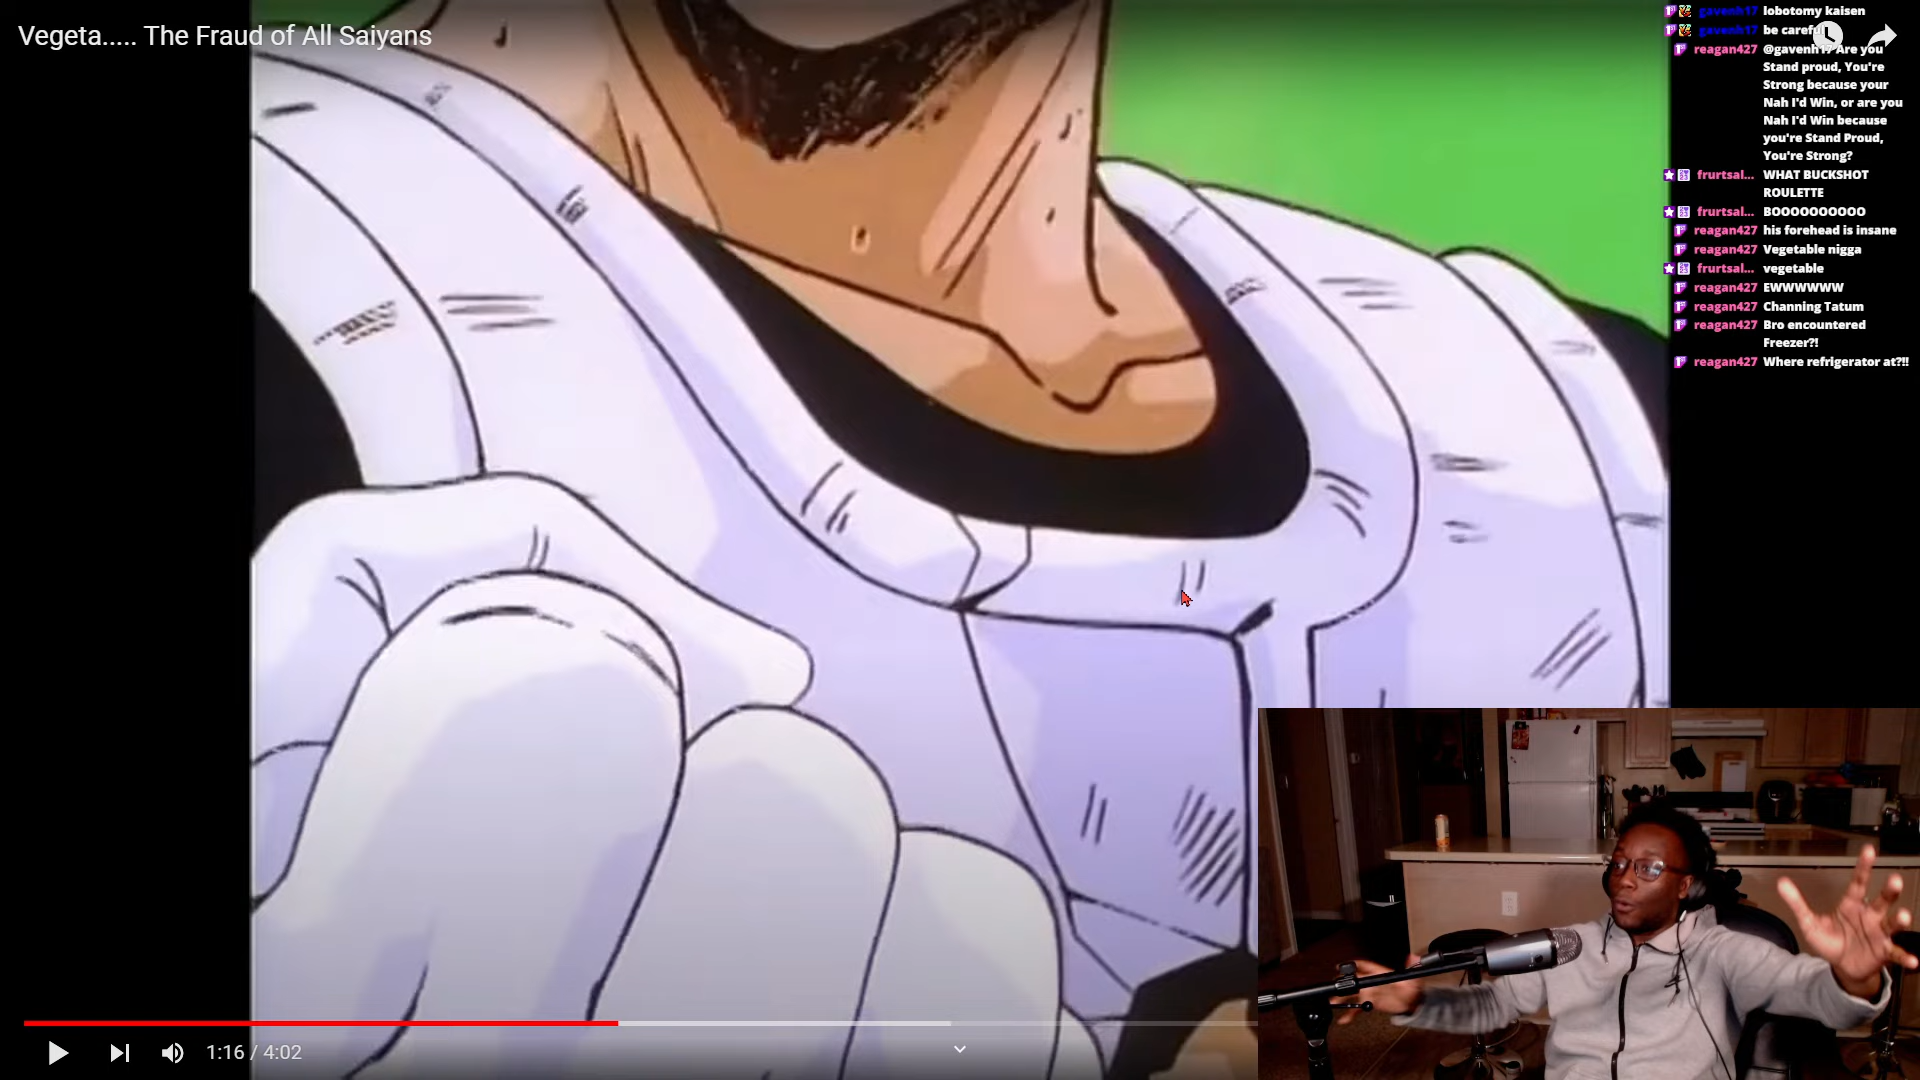 Vegeta..... The Fraud of All Saiyans
gavenh17 lobotomy kaisen
gavenh17 be careful
reagan427 @gavenh17 Are you
Stand proud, You're
Strong because your
Nah I'd Win, or are you
Nah I'd Win because
you're Stand Proud,
You're Strong?
frurtsal... WHAT BUCKSHOT
ROULETTE
frurtsal... BOOOOOOOOOO
reagan427 his forehead is insane
reagan427 Vegetable nigga
frurtsal... vegetable
reagan427 EWWWWWW
reagan427 Channing Tatum
reagan427 Bro encountered
Freezer?!
reagan427 Where refrigerator at?!!
1:16 / 4:02